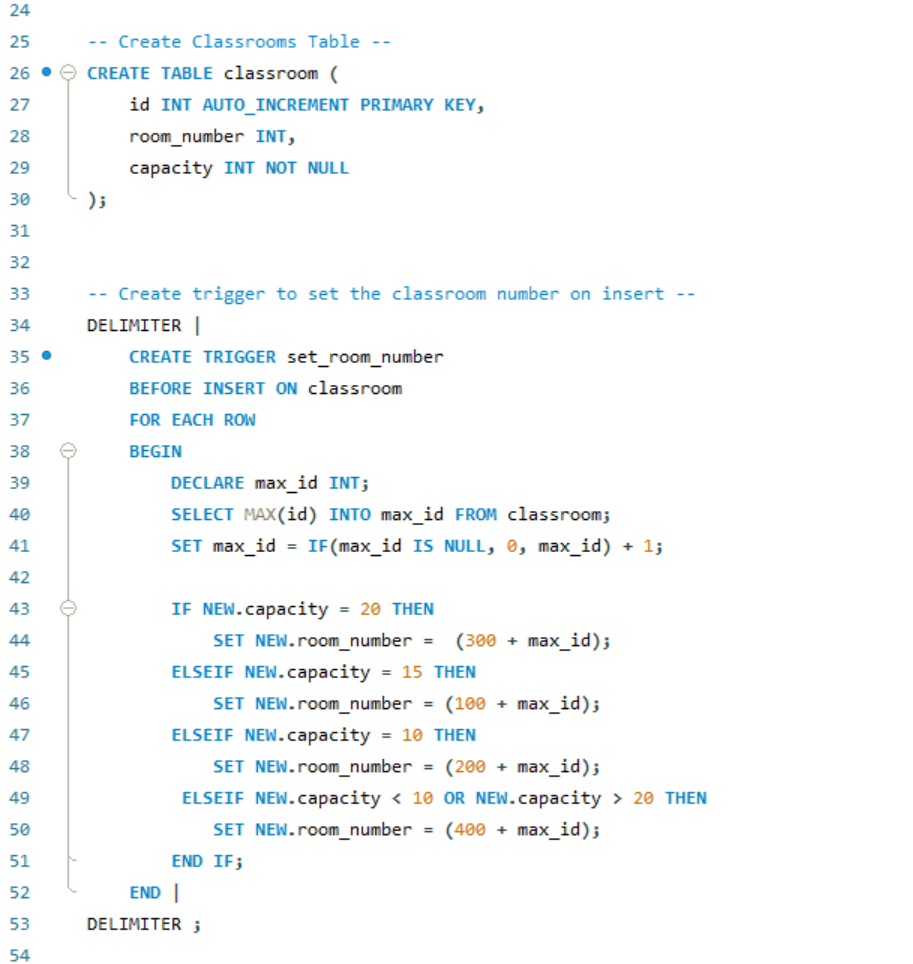 24
25 -- Create Classrooms Table --
26 CREATE TABLE classroom (
27 id INT AUTO_INCREMENT PRIMARY KEY,
28 room_number INT,
29 capacity INT NOT NULL
30 );
31
32
33 -- Create trigger to set the classroom number on insert --
34 DELIMITER |
35 CREATE TRIGGER set_room_number
36 BEFORE INSERT ON classroom
37 FOR EACH ROW
38 BEGIN
39 DECLARE max_id INT;
40 SELECT MAX(id) INTO max_id FROM classroom;
41 SET max_id = IF(max_id IS NULL, 0, max_id) + 1;
42
43 IF NEW.capacity = 20 THEN
44 SET NEW.room_number =  (300 + max_id);
45 ELSEIF NEW.capacity = 15 THEN
46 SET NEW.room_number = (100 + max_id);
47 ELSEIF NEW.capacity = 10 THEN
48 SET NEW.room_number = (200 + max_id);
49 ELSEIF NEW.capacity < 10 OR NEW.capacity > 20 THEN
50 SET NEW.room_number = (400 + max_id);
51 END IF;
52 END |
53 DELIMITER ;
54